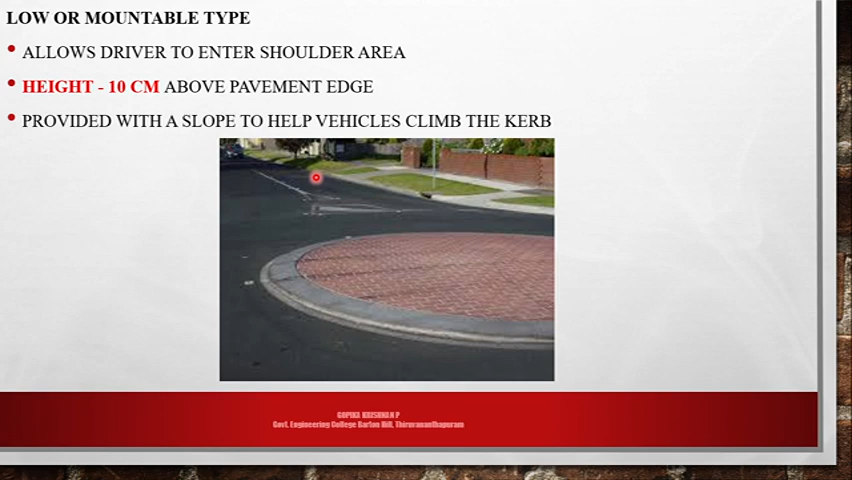 LOW OR MOUNTABLE TYPE
• ALLOWS DRIVER TO ENTER SHOULDER AREA
• HEIGHT - 10 CM ABOVE PAVEMENT EDGE
• PROVIDED WITH A SLOPE TO HELP VEHICLES CLIMB THE KERB
GOPIKA KRISHNAN P
Govt. Engineering College Barton Hill, Thiruvananthapuram